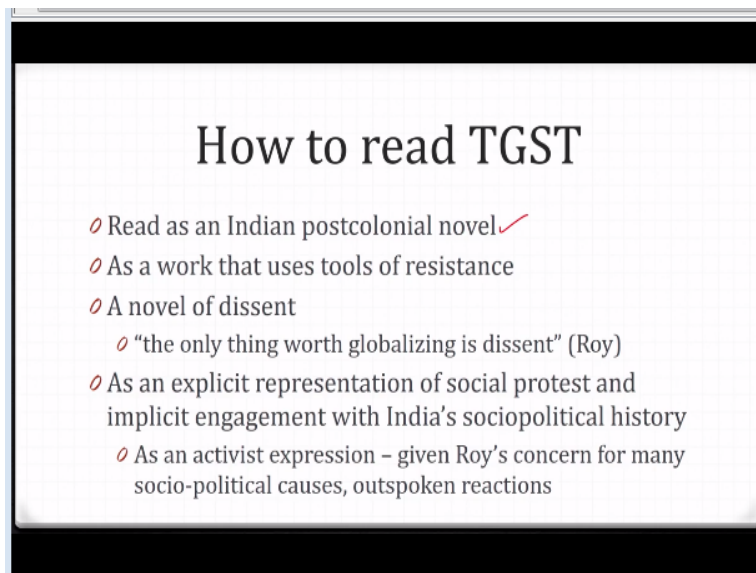 How to read TGST
Read as an Indian postcolonial novel
As a work that uses tools of resistance
A novel of dissent
“the only thing worth globalizing is dissent” (Roy)
As an explicit representation of social protest and
implicit engagement with India’s sociopolitical history
As an activist expression – given Roy’s concern for many
socio-political causes, outspoken reactions